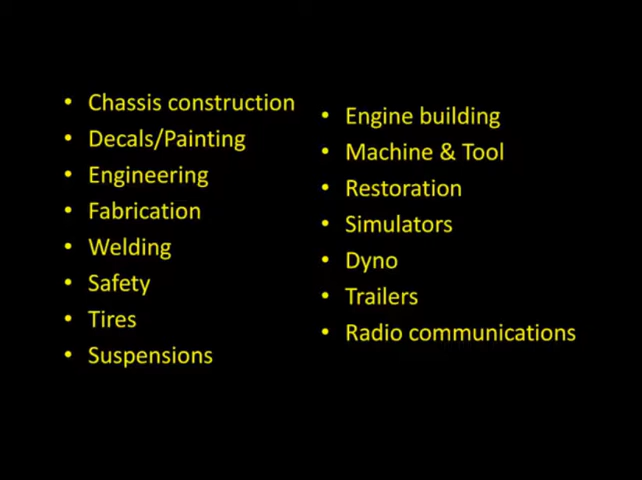 • Chassis construction
• Decals/Painting
• Engineering
• Fabrication
• Welding
• Safety
• Tires
• Suspensions
• Engine building
• Machine & Tool
• Restoration
• Simulators
• Dyno
• Trailers
• Radio communications